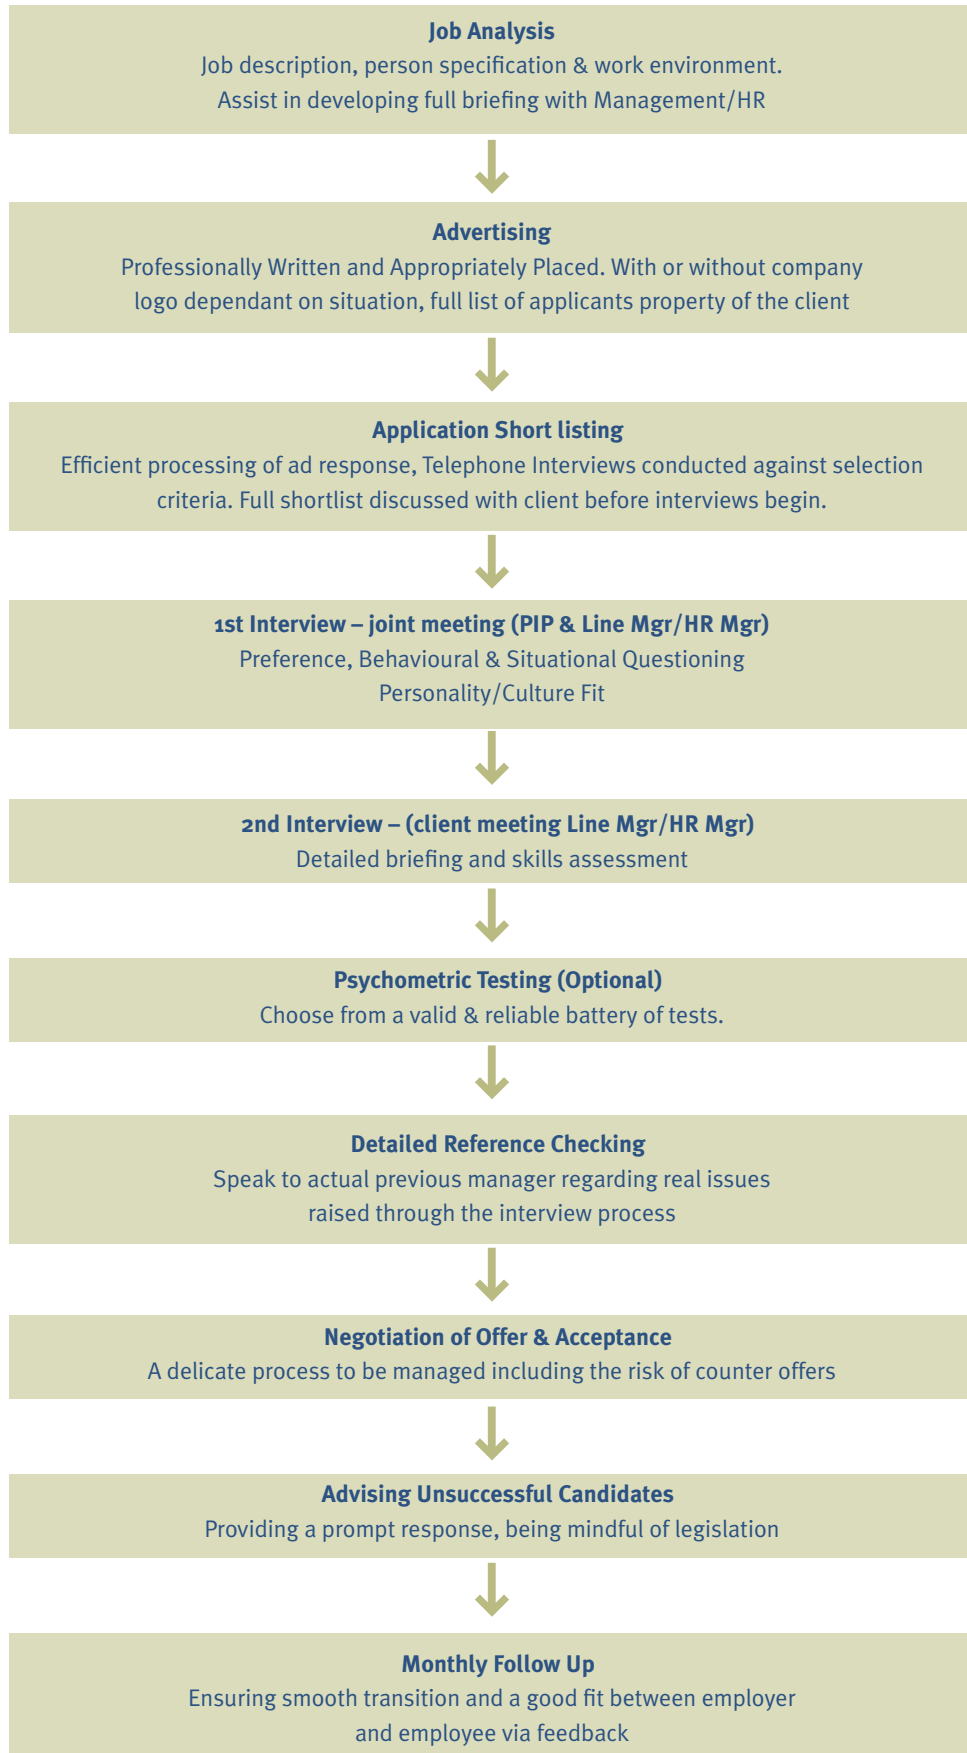 Job Analysis
Job description, person specification & work environment.
Assist in developing full briefing with Management/HR
Advertising
Professionally Written and Appropriately Placed. With or without company
logo dependant on situation, full list of applicants property of the client
Application Short listing
Efficient processing of ad response, Telephone Interviews conducted against selection
criteria. Full shortlist discussed with client before interviews begin.
1st Interview – joint meeting (PIP & Line Mgr/HR Mgr)
Preference, Behavioural & Situational Questioning
Personality/Culture Fit
2nd Interview – (client meeting Line Mgr/HR Mgr)
Detailed briefing and skills assessment
Psychometric Testing (Optional)
Choose from a valid & reliable battery of tests.
Detailed Reference Checking
Speak to actual previous manager regarding real issues
raised through the interview process
Negotiation of Offer & Acceptance
A delicate process to be managed including the risk of counter offers
Advising Unsuccessful Candidates
Providing a prompt response, being mindful of legislation
Monthly Follow Up
Ensuring smooth transition and a good fit between employer
and employee via feedback